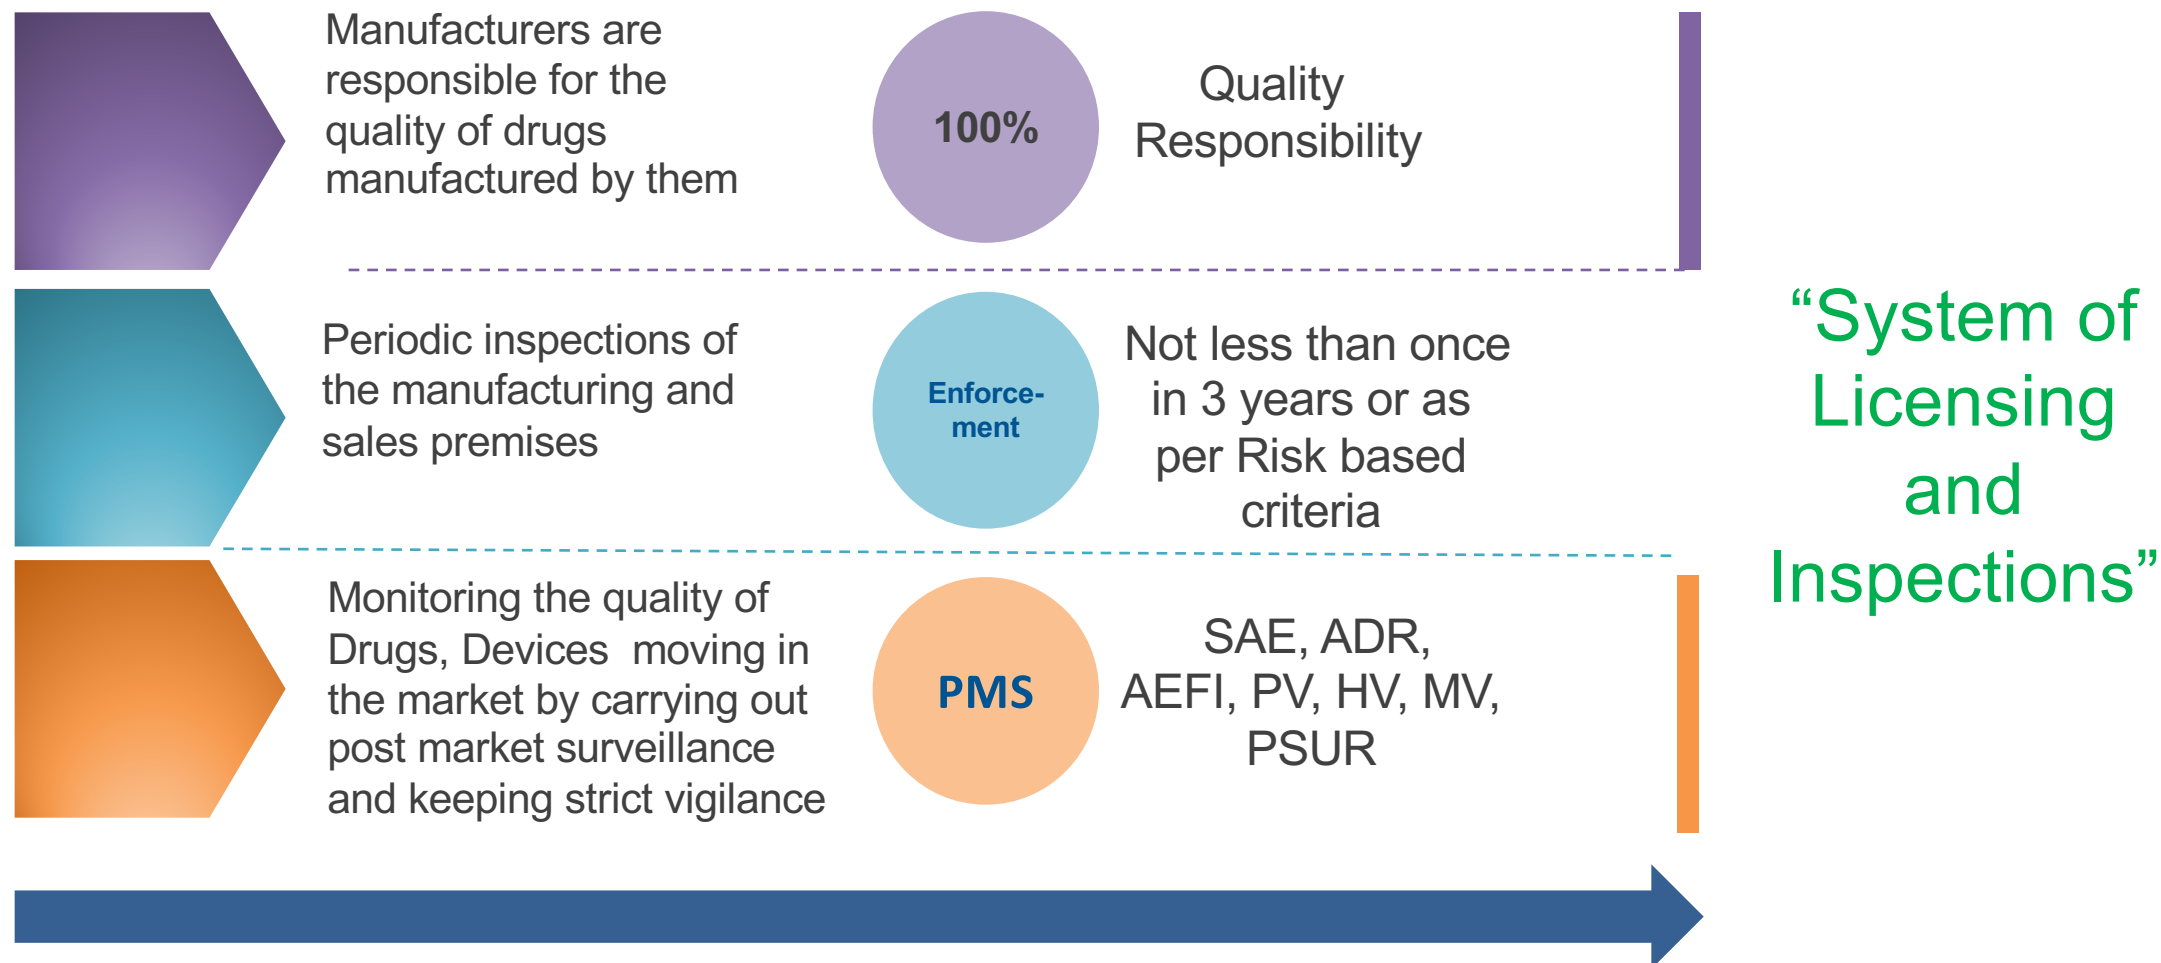 Manufacturers are
responsible for the
quality of drugs
manufactured by them
100%
Quality
Responsibility
Periodic inspections of
the manufacturing and
sales premises
Enforce-
ment
Not less than once
in 3 years or as
per Risk based
criteria
Monitoring the quality of
Drugs, Devices  moving in
the market by carrying out
post market surveillance
and keeping strict vigilance
PMS
SAE, ADR,
AEFI, PV, HV, MV,
PSUR
“System of
Licensing
and
Inspections”